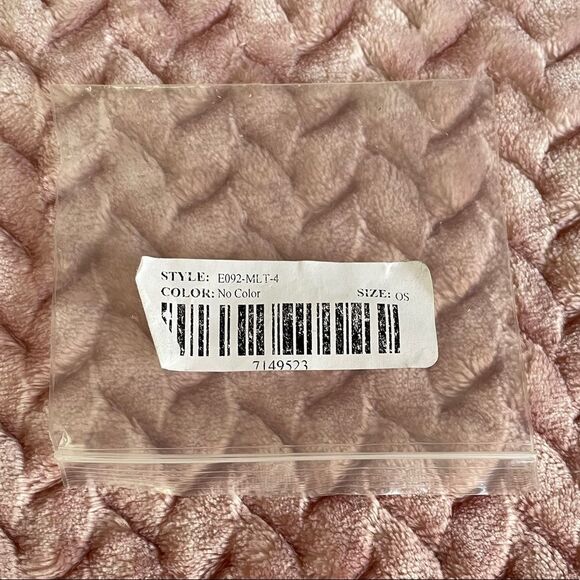 STYLE: E092-MLT-4
COLOR: No Color SIZE: OS
7149523